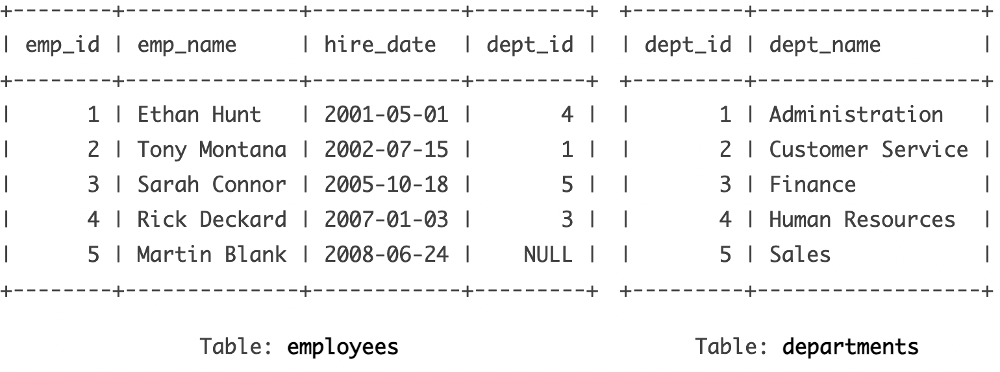 +--------+--------------+------------+---------+  +---------+------------------+
| emp_id | emp_name     | hire_date  | dept_id |  | dept_id | dept_name        |
+--------+--------------+------------+---------+  +---------+------------------+
|      1 | Ethan Hunt   | 2001-05-01 |       4 |  |       1 | Administration   |
|      2 | Tony Montana | 2002-07-15 |       1 |  |       2 | Customer Service |
|      3 | Sarah Connor | 2005-10-18 |       5 |  |       3 | Finance          |
|      4 | Rick Deckard | 2007-01-03 |       3 |  |       4 | Human Resources  |
|      5 | Martin Blank | 2008-06-24 |    NULL |  |       5 | Sales            |
+--------+--------------+------------+---------+  +---------+------------------+
Table: employees                                        Table: departments